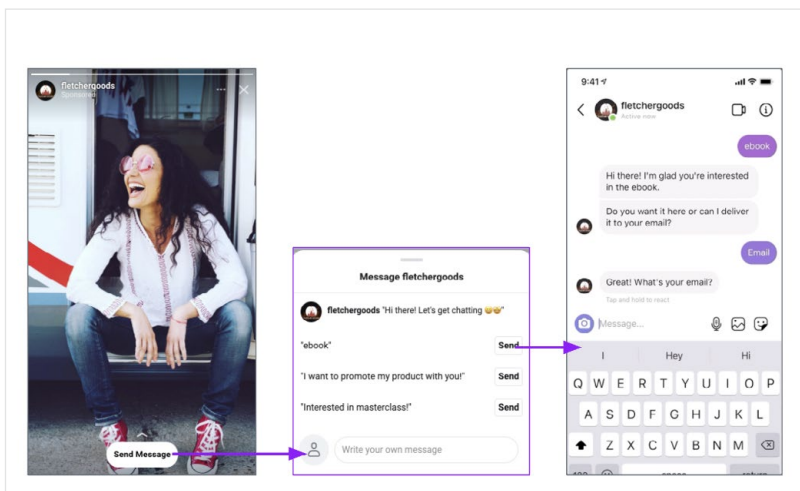 fletchergoods
Sponsored
Send Message
Message fletchergoods
fletchergoods "Hi there! Let's get chatting 😄😎"
"ebook"
Send
"I want to promote my product with you!"
Send
"Interested in masterclass!"
Send
Write your own message
9:41
fletchergoods
Active now
ebook
Hi there! I'm glad you're interested
in the ebook.
Do you want it here or can I deliver
it to your email?
Email
Great! What's your email?
Tap and hold to react
Message...
I Hey Hi
Q W E R T Y U I O P
A S D F G H J K L
Z X C V B N M
123 space return